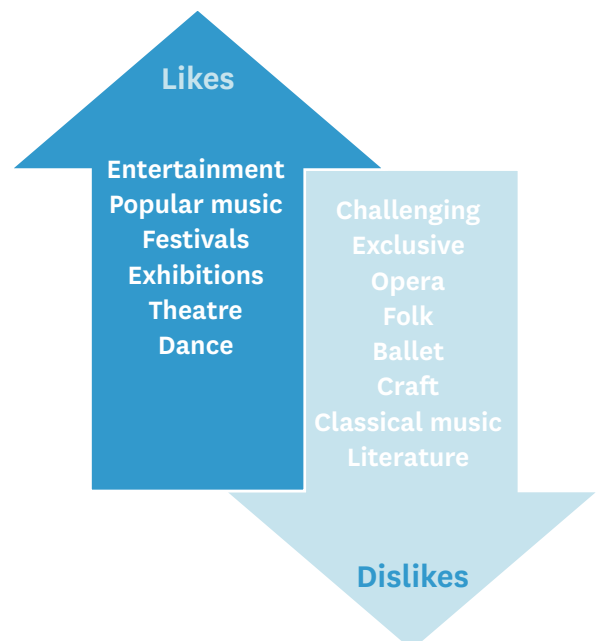 Likes
Entertainment
Popular music
Festivals
Exhibitions
Theatre
Dance
Challenging
Exclusive
Opera
Folk
Ballet
Craft
Classical music
Literature
Dislikes